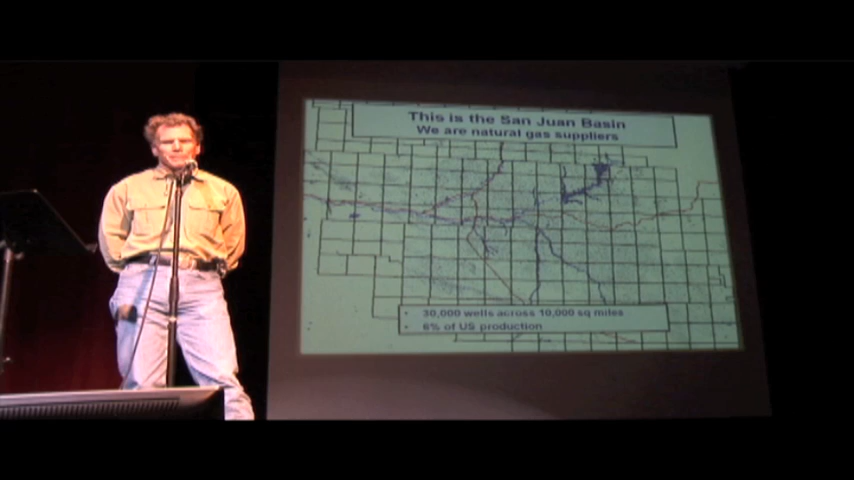 This is the San Juan Basin
We are natural gas suppliers
• 30,000 wells across 10,000 sq miles
• 6% of US production